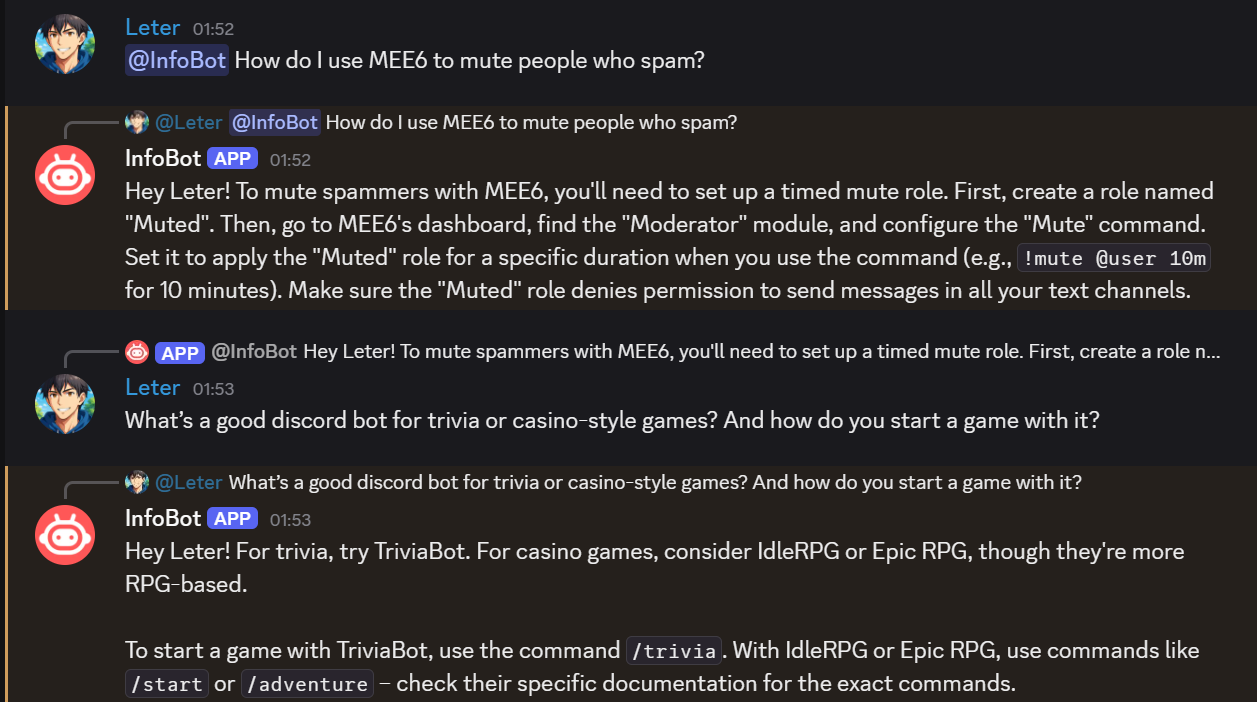 Leter 01:52
@InfoBot How do I use MEE6 to mute people who spam?
@Leter @InfoBot How do I use MEE6 to mute people who spam?
InfoBot APP 01:52
Hey Leter! To mute spammers with MEE6, you'll need to set up a timed mute role. First, create a role named
"Muted". Then, go to MEE6's dashboard, find the "Moderator" module, and configure the "Mute" command.
Set it to apply the "Muted" role for a specific duration when you use the command (e.g., !mute @user 10m
for 10 minutes). Make sure the "Muted" role denies permission to send messages in all your text channels.
APP @InfoBot Hey Leter! To mute spammers with MEE6, you'll need to set up a timed mute role. First, create a role n...
Leter 01:53
What’s a good discord bot for trivia or casino-style games? And how do you start a game with it?
@Leter What’s a good discord bot for trivia or casino-style games? And how do you start a game with it?
InfoBot APP 01:53
Hey Leter! For trivia, try TriviaBot. For casino games, consider IdleRPG or Epic RPG, though they're more
RPG-based.
To start a game with TriviaBot, use the command /trivia. With IdleRPG or Epic RPG, use commands like
/start or /adventure – check their specific documentation for the exact commands.